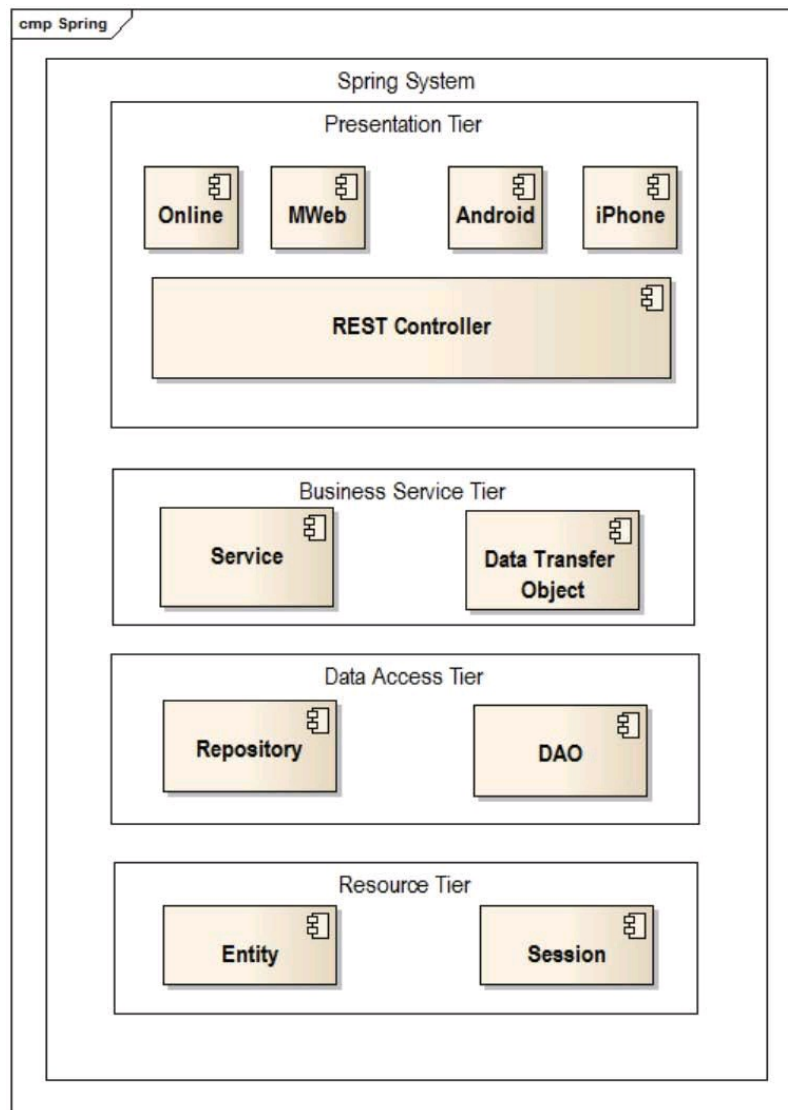 cmp Spring
Spring System
Presentation Tier
Online
MWeb
Android
iPhone
REST Controller
Business Service Tier
Service
Data Transfer
Object
Data Access Tier
Repository
DAO
Resource Tier
Entity
Session